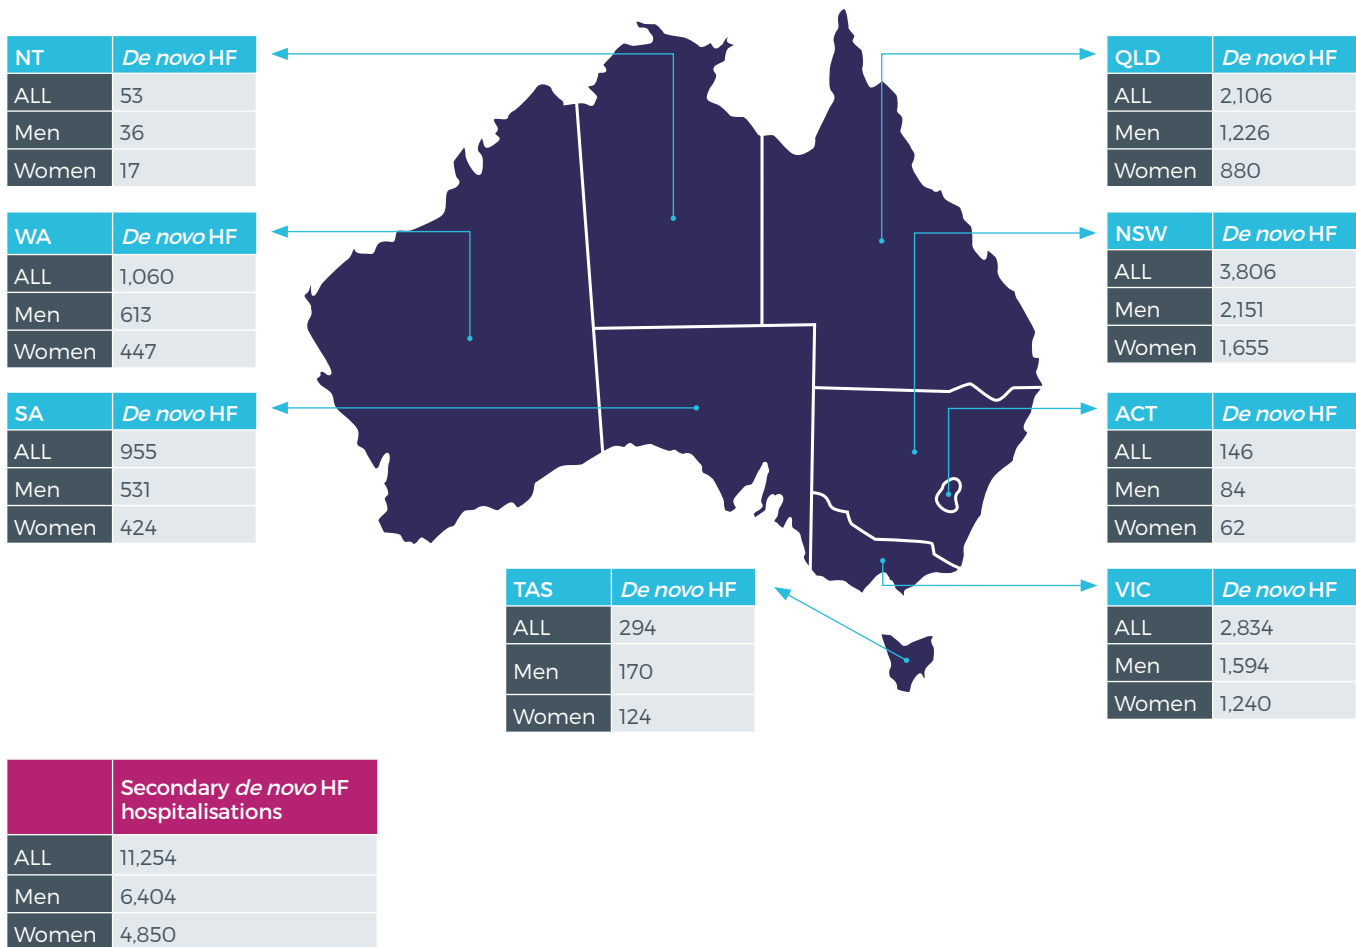 NT De novo HF
ALL 53
Men 36
Women 17
WA De novo HF
ALL 1,060
Men 613
Women 447
SA De novo HF
ALL 955
Men 531
Women 424
TAS De novo HF
ALL 294
Men 170
Women 124
QLD De novo HF
ALL 2,106
Men 1,226
Women 880
NSW De novo HF
ALL 3,806
Men 2,151
Women 1,655
ACT De novo HF
ALL 146
Men 84
Women 62
VIC De novo HF
ALL 2,834
Men 1,594
Women 1,240
Secondary de novo HF
hospitalisations
ALL 11,254
Men 6,404
Women 4,850